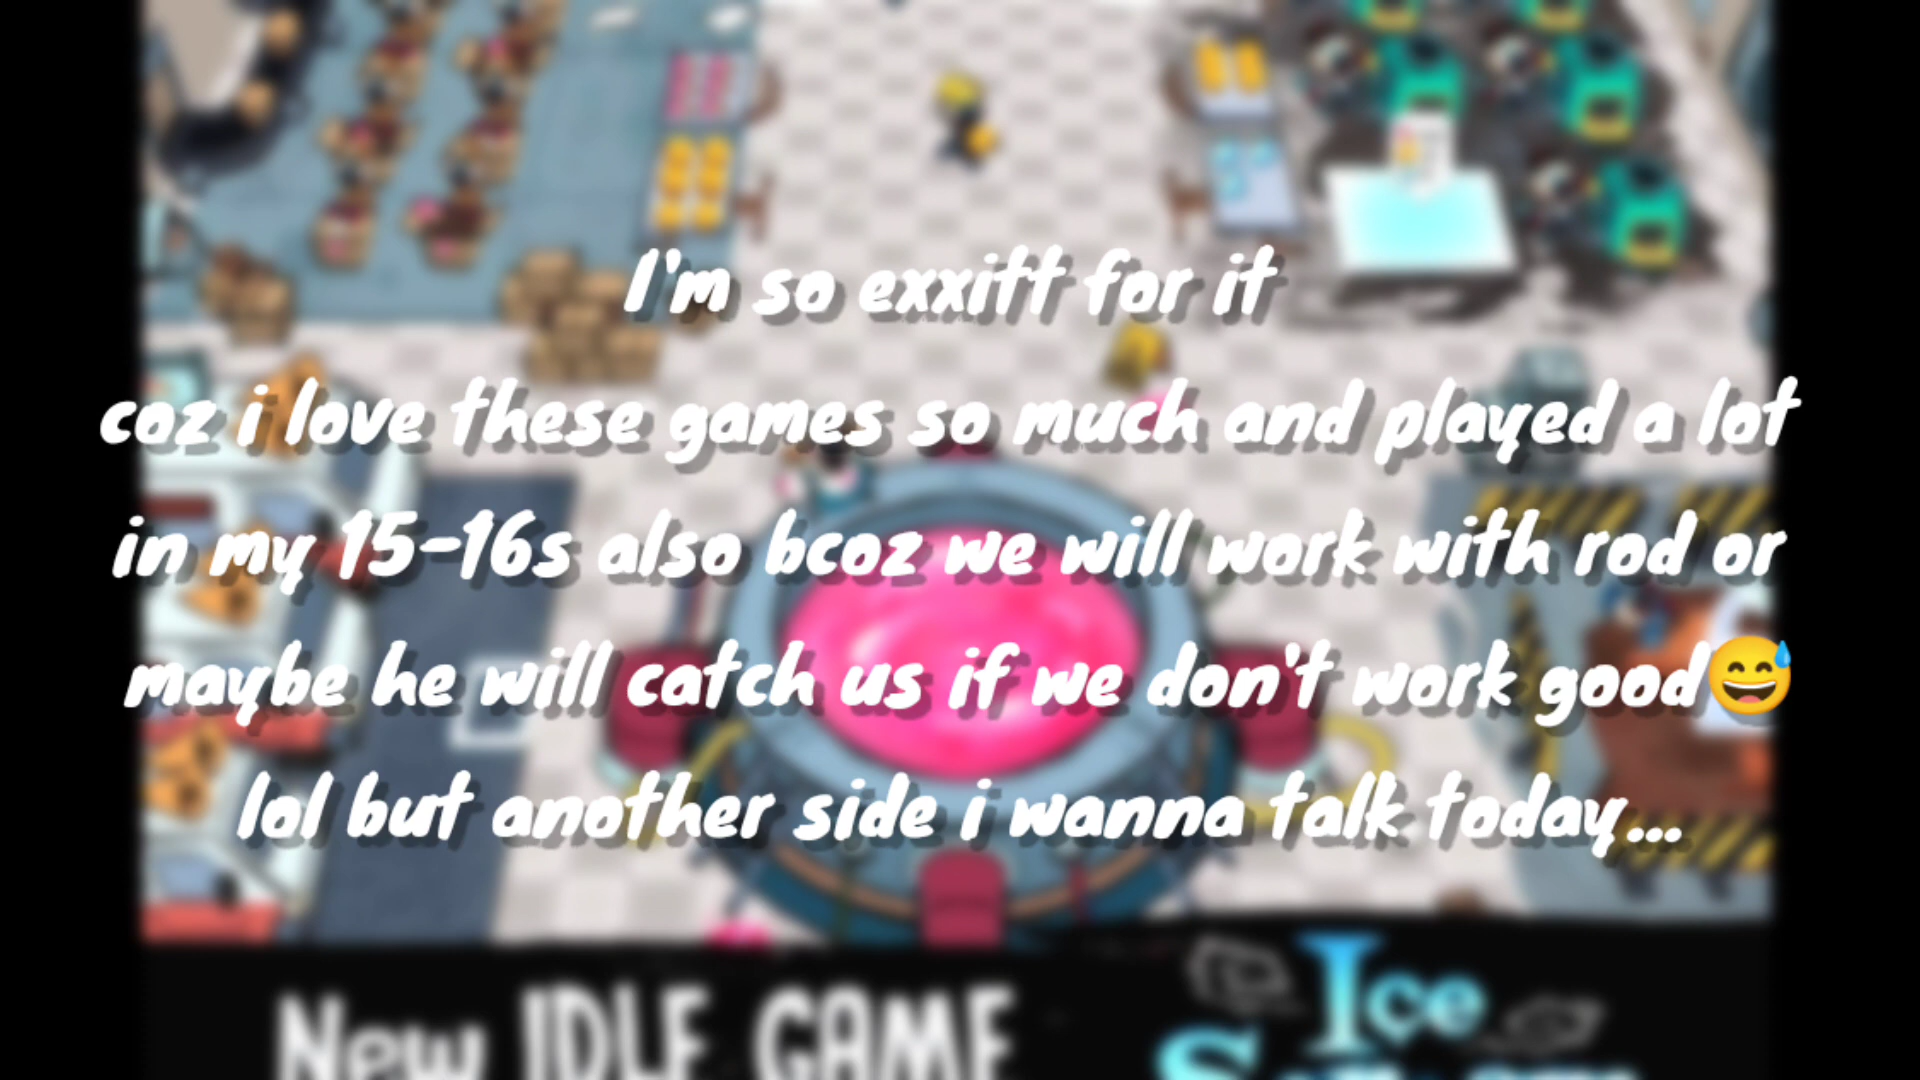 I'm so exxitt for it
coz i love these games so much and played a lot
in my 15-16s also bcoz we will work with rod or
maybe he will catch us if we don't work good😅
lol but another side i wanna talk today...
New IDLE GAME
Ice